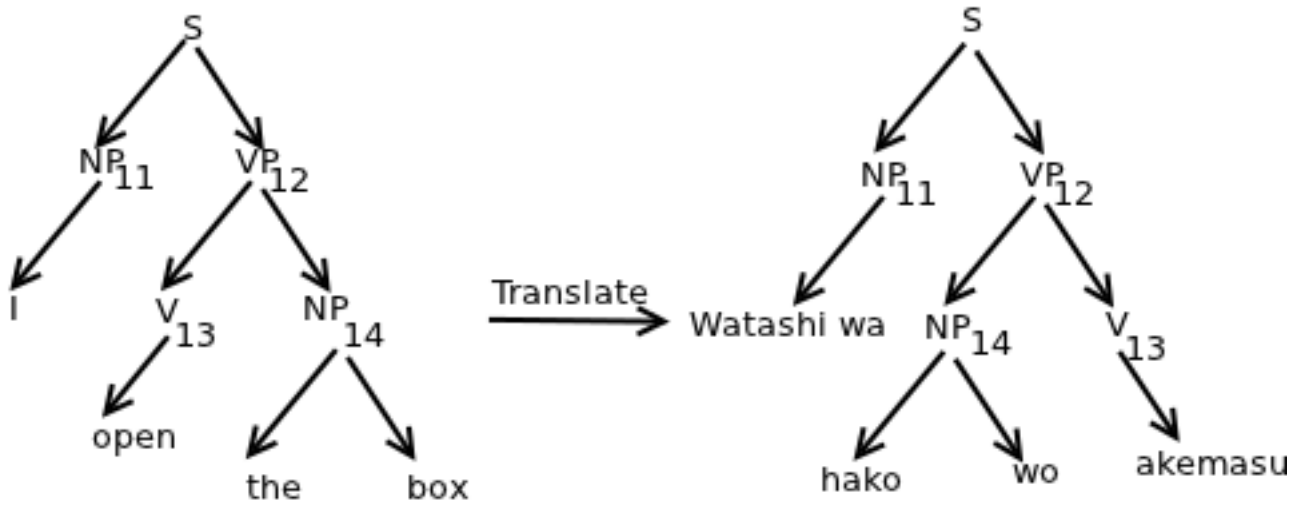 S
NP11 VP12
I V13 NP14
open
the box
Translate
S
NP11 VP12
Watashi wa NP14 V13
hako wo akemasu